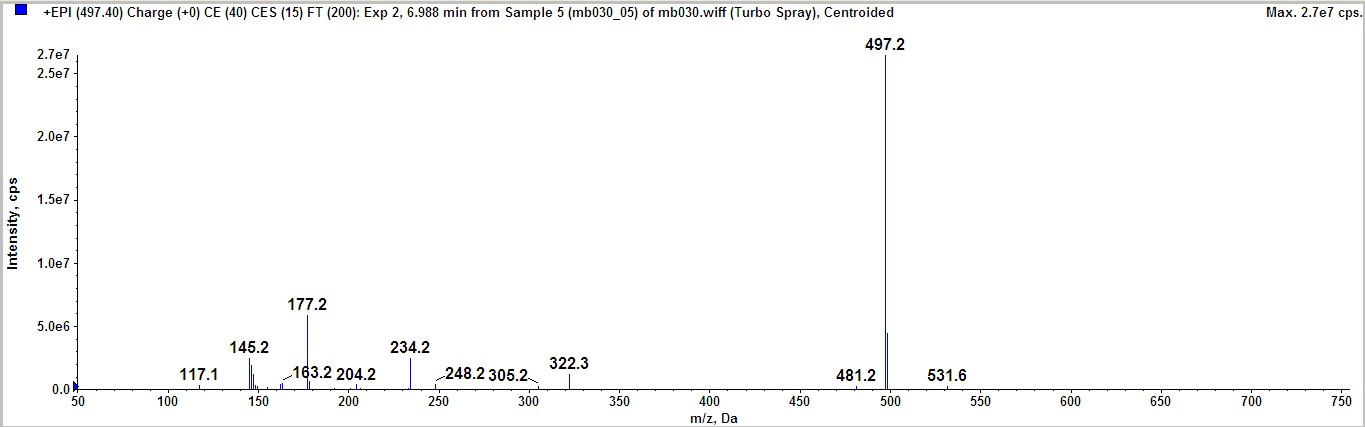 +EPI (497.40) Charge (+0) CE (40) CES (15) FT (200): Exp 2, 6.988 min from Sample 5 (mb030_05) of mb030.wiff (Turbo Spray), Centroided
Max. 2.7e7 cps.
497.2
2.7e7
2.5e7
2.0e7
1.5e7
1.0e7
5.0e6
0.0
Intensity, cps
177.2
145.2
234.2
117.1
163.2
204.2
248.2
305.2
322.3
481.2
531.6
50 100 150 200 250 300 350 400 450 500 550 600 650 700 750
m/z, Da